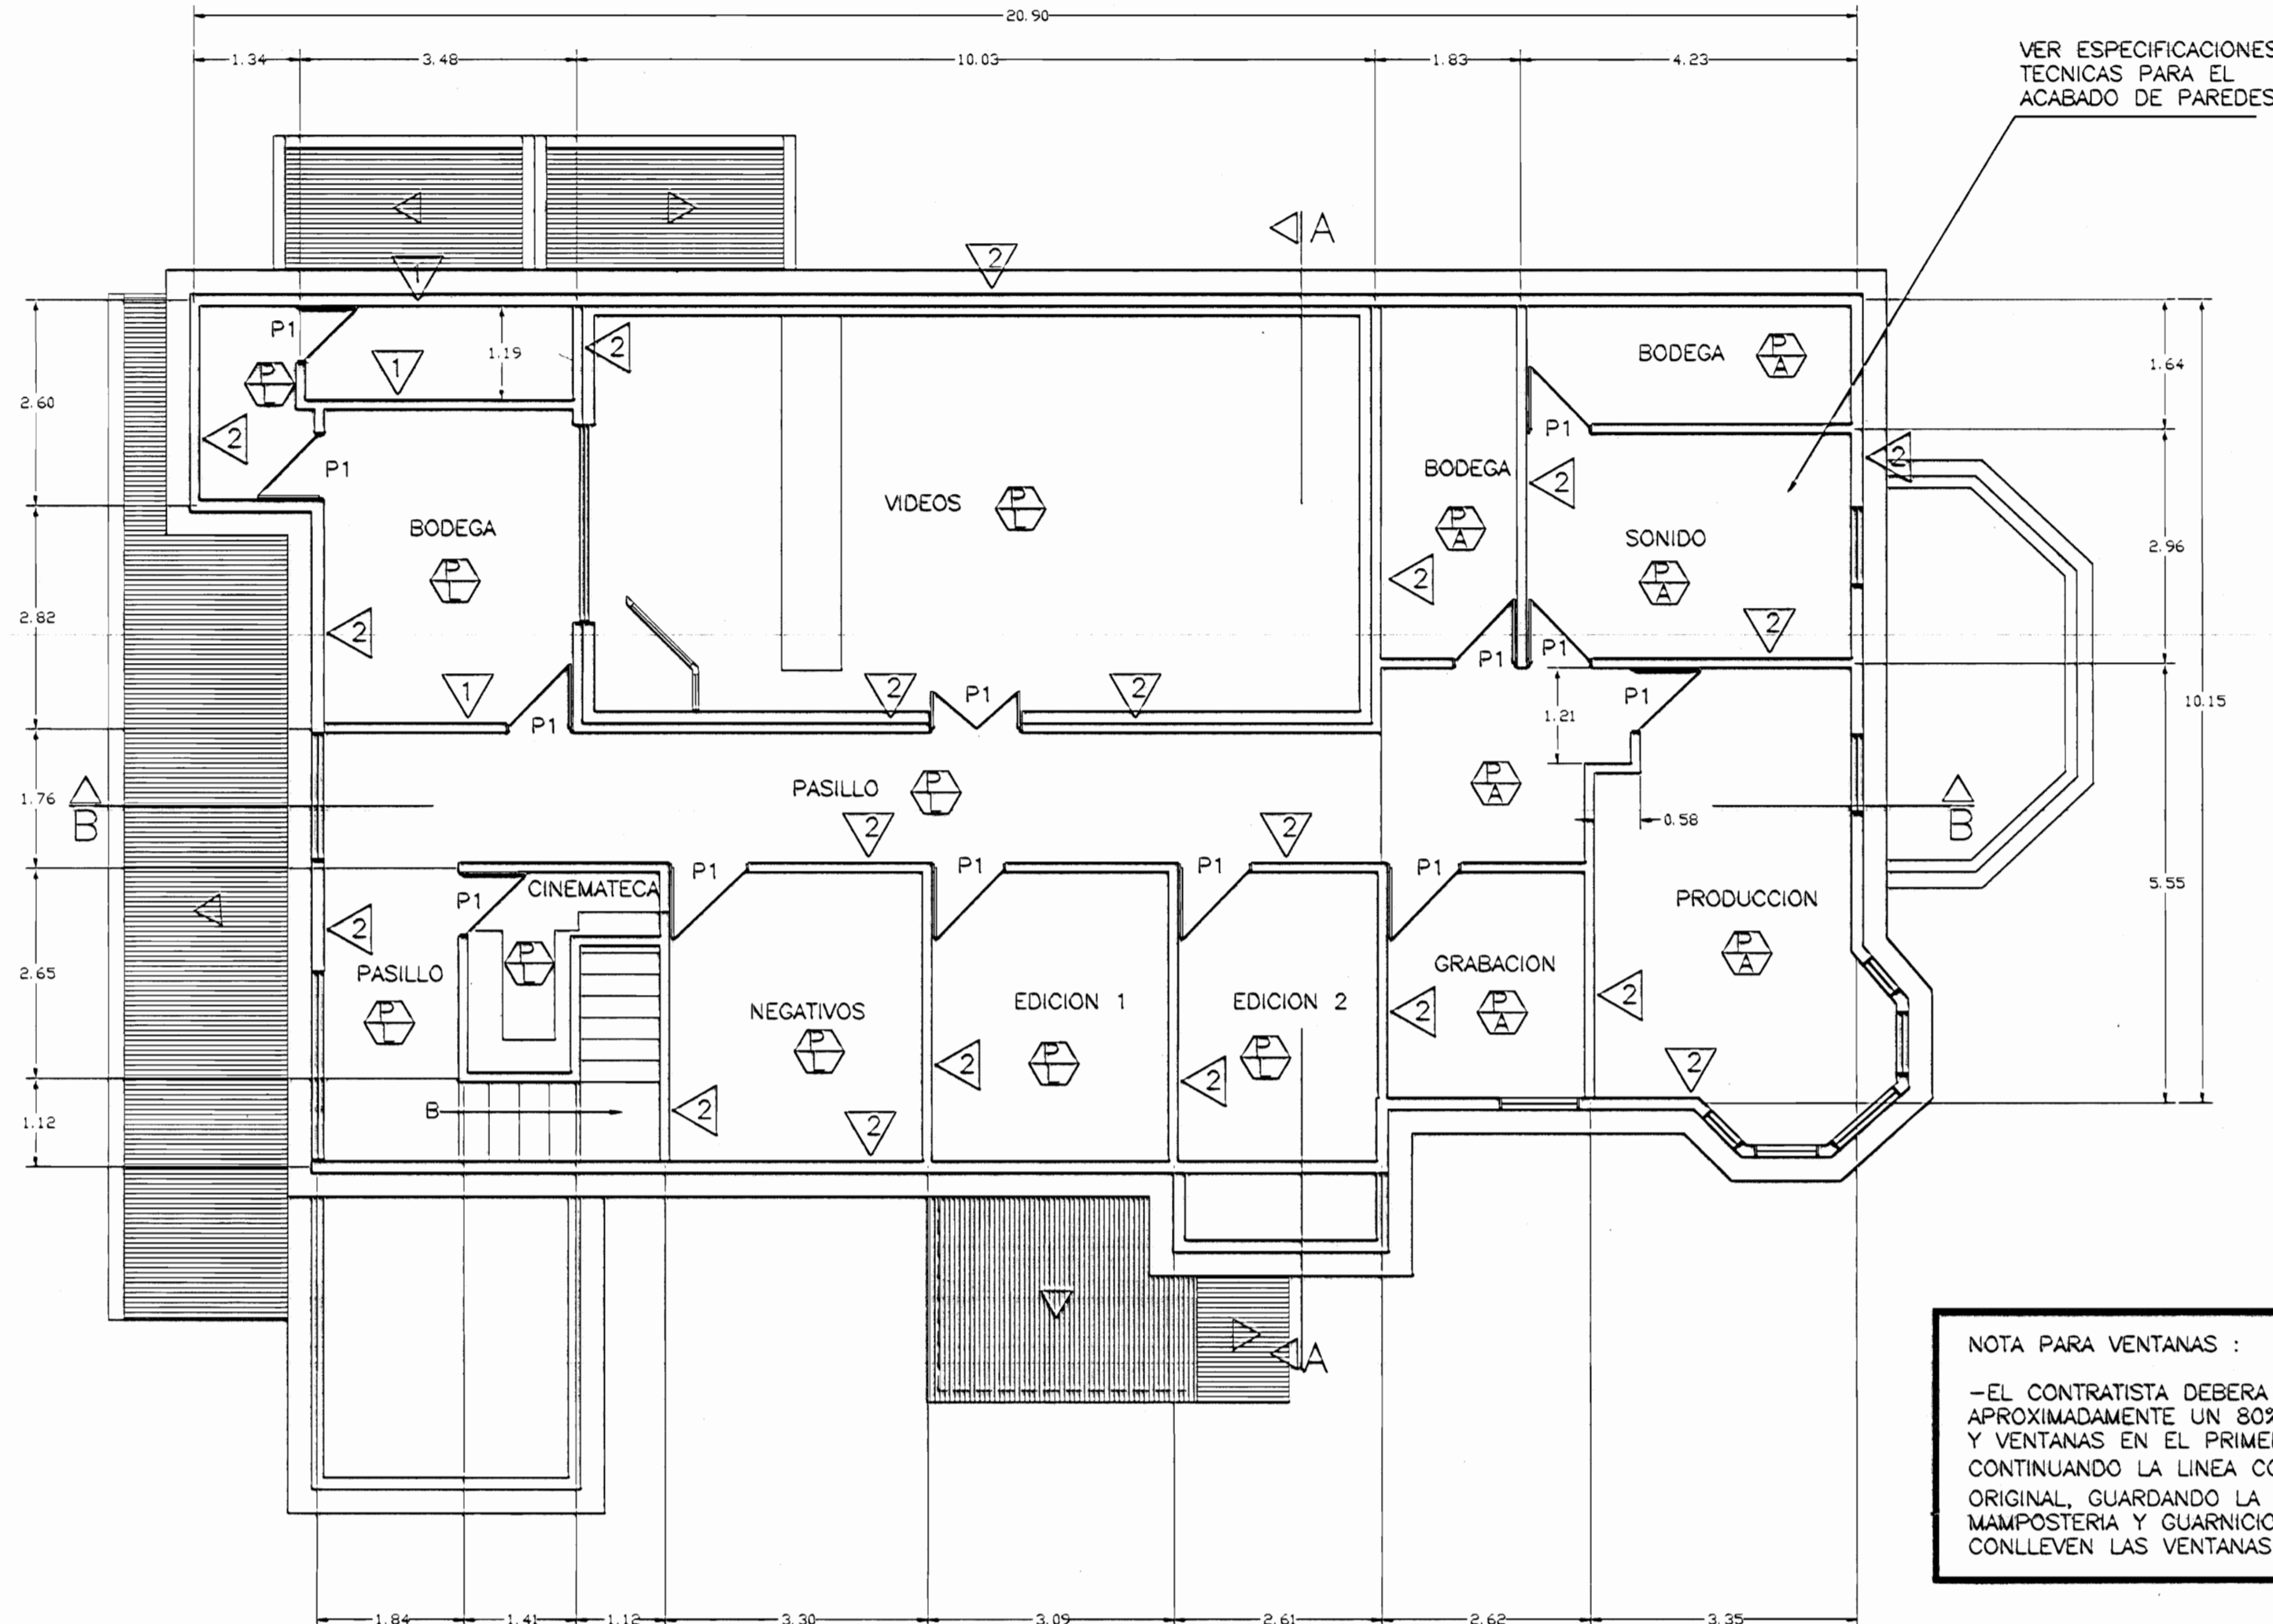 20.90
1.34 3.48 10.03 1.83 4.23
VER ESPECIFICACIONES
TECNICAS PARA EL
ACABADO DE PAREDES
A
1 2
P1 1.19 2 BODEGA P A 1.64
P L 1
2.60
2 P1 P1 2
BODEGA 2
VIDEOS P L
BODEGA P L
P A SONIDO 2.96
P A
2
2.82 2 2
1 P1 2 P1 2 P1 P1 P1
1.21 10.15
1.76 B PASILLO P L P A B
2 2 0.58
P1 P1 P1 P1
CINEMATECA
P1
5.55
PRODUCCION
2
P L P A
2.65 PASILLO GRABACION
P L NEGATIVOS EDICION 1 EDICION 2 2
P L P L P L 2 P A
2 2 2
1.12 B 2 2
A
NOTA PARA VENTANAS :
-EL CONTRATISTA DEBERA
APROXIMADAMENTE UN 80%
Y VENTANAS EN EL
CONTINUANDO LA LINEA
ORIGINAL, GUARDANDO LA
MAMPOSTERIA Y
CONLLEVEN LAS VENTANAS
1.84 1.41 1.12 3.30 3.09 2.61 2.62 3.35